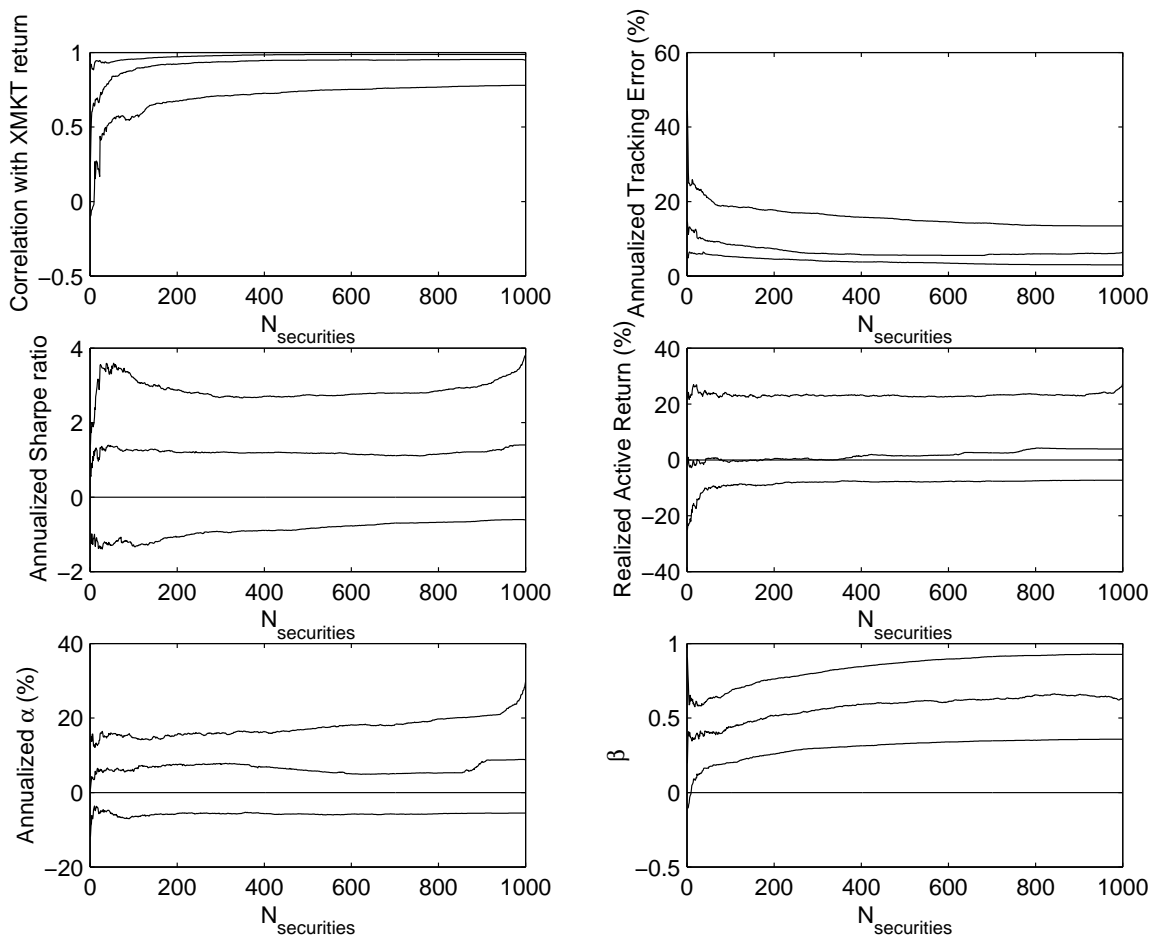 Correlation with XMKT return
1
0.5
0
−0.5
0 200 400 600 800 1000
N_securities
Annualized Tracking Error (%)
60
40
20
0
0 200 400 600 800 1000
N_securities
Annualized Sharpe ratio
4
2
0
−2
0 200 400 600 800 1000
N_securities
Realized Active Return (%)
40
20
0
−20
−40
0 200 400 600 800 1000
N_securities
Annualized α (%)
40
20
0
−20
0 200 400 600 800 1000
N_securities
β
1
0.5
0
−0.5
0 200 400 600 800 1000
N_securities